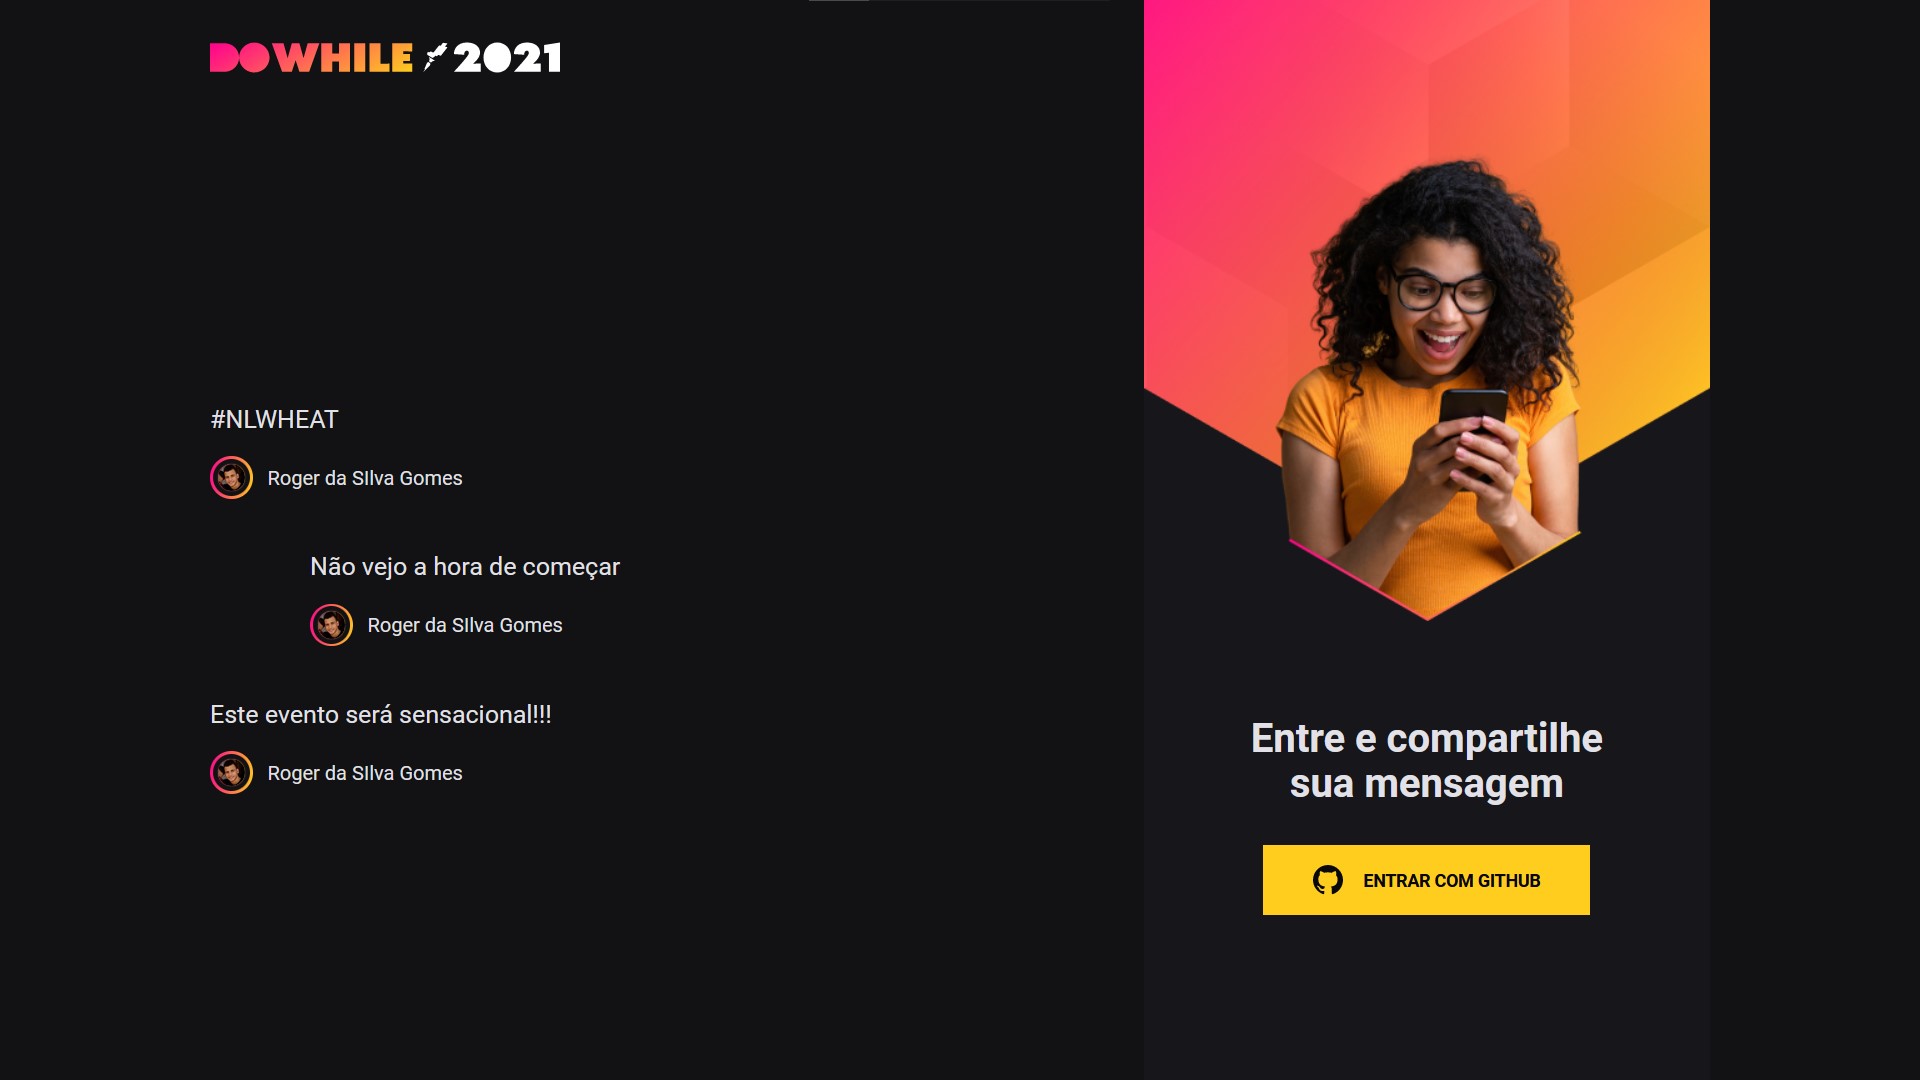 DOWHILE 2021
#NLWHEAT
Roger da SIlva Gomes
Não vejo a hora de começar
Roger da SIlva Gomes
Este evento será sensacional!!!
Roger da SIlva Gomes
Entre e compartilhe
sua mensagem
ENTRAR COM GITHUB